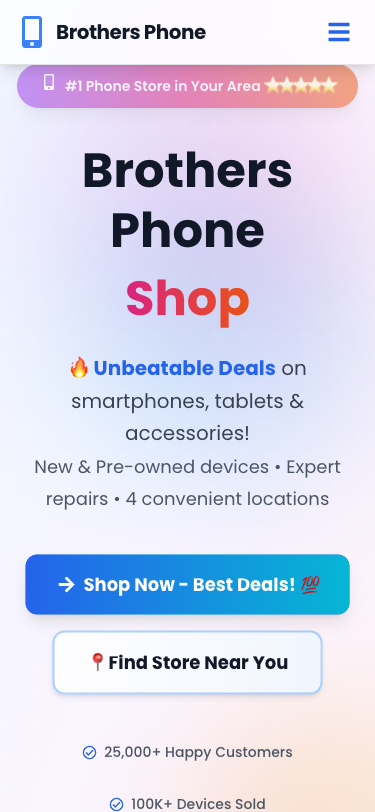 Brothers Phone
#1 Phone Store in Your Area ⭐⭐⭐⭐⭐
Brothers
Phone
Shop
🔥 Unbeatable Deals on
smartphones, tablets &
accessories!
New & Pre-owned devices • Expert
repairs • 4 convenient locations
→ Shop Now - Best Deals! 💯
📍Find Store Near You
25,000+ Happy Customers
100K+ Devices Sold